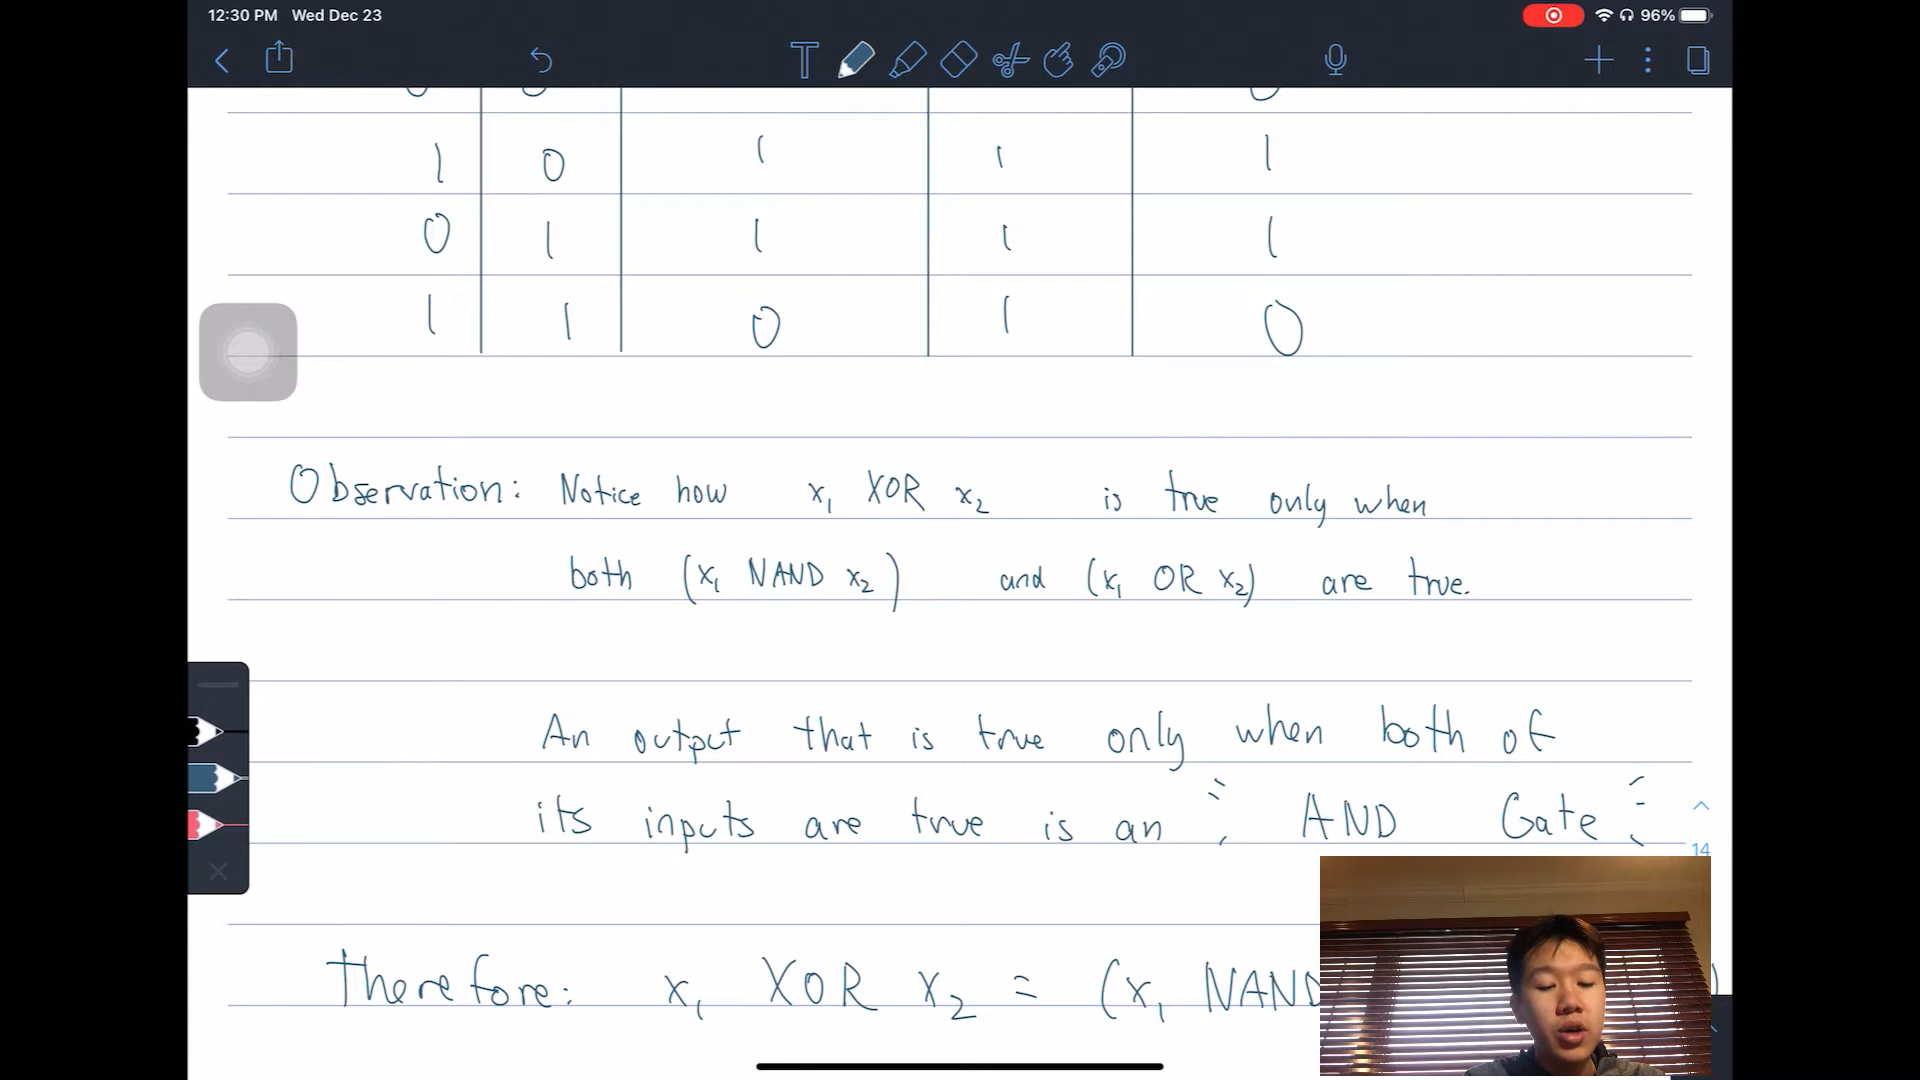 12:30 PM Wed Dec 23
96%
T
1 0 1 1 1
0 1 1 1 1
1 1 0 1 0
Observation: Notice how x₁ XOR x₂ is true only when
both (x₁ NAND x₂) and (x₁ OR x₂) are true.
An output that is true only when both of
its inputs are true is an AND Gate
14
Therefore: x₁ XOR x₂ = (x₁ NAND